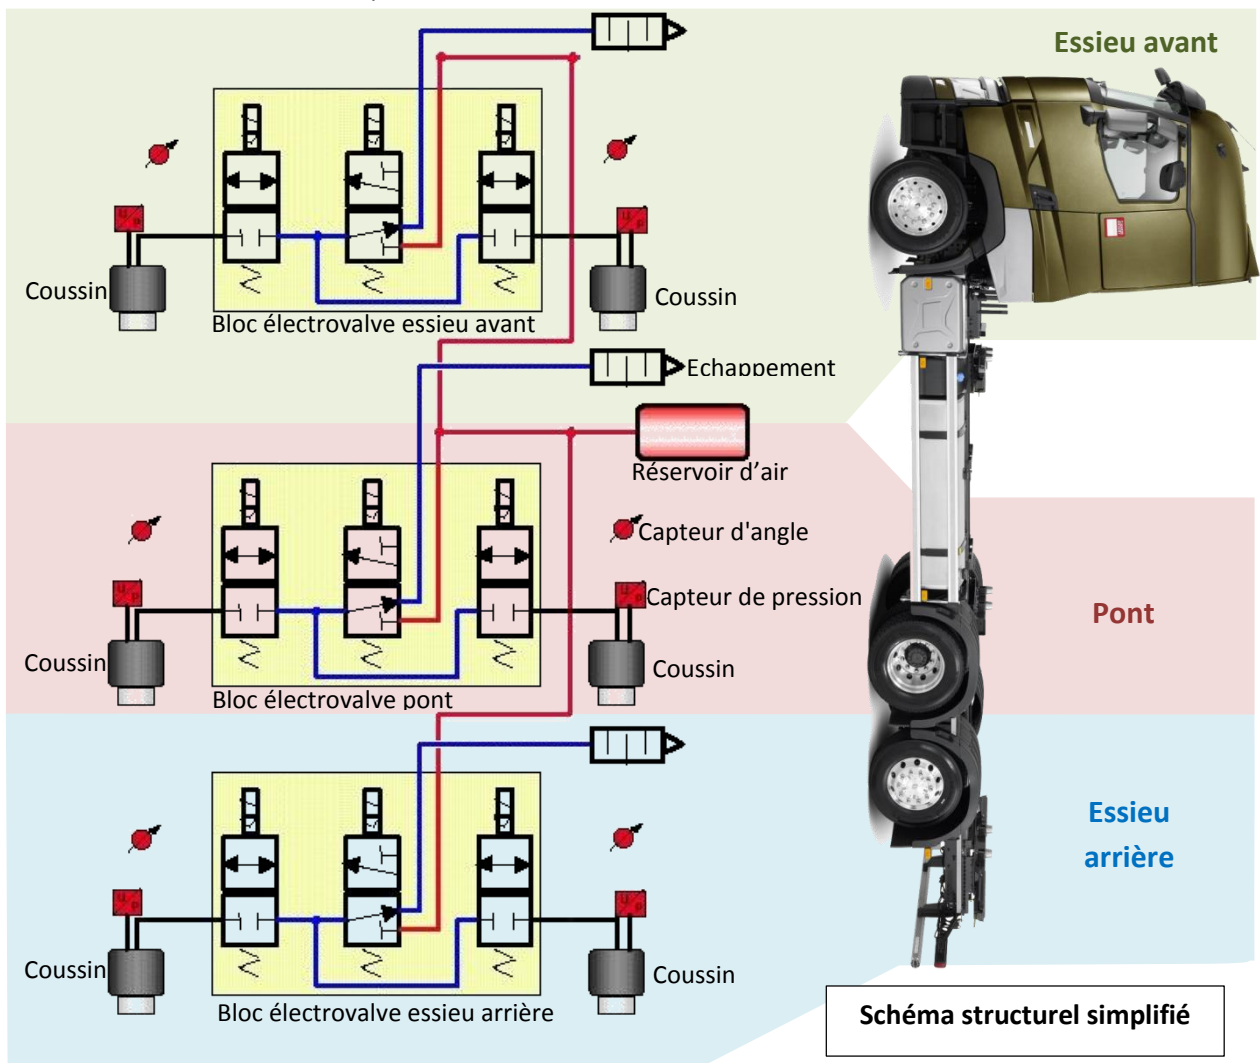 Essieu avant
Coussin
Coussin
Bloc électrovalve essieu avant
Echappement
Réservoir d'air
Capteur d'angle
Capteur de pression
Pont
Coussin
Coussin
Bloc électrovalve pont
Essieu
arrière
Coussin
Coussin
Bloc électrovalve essieu arrière
Schéma structurel simplifié